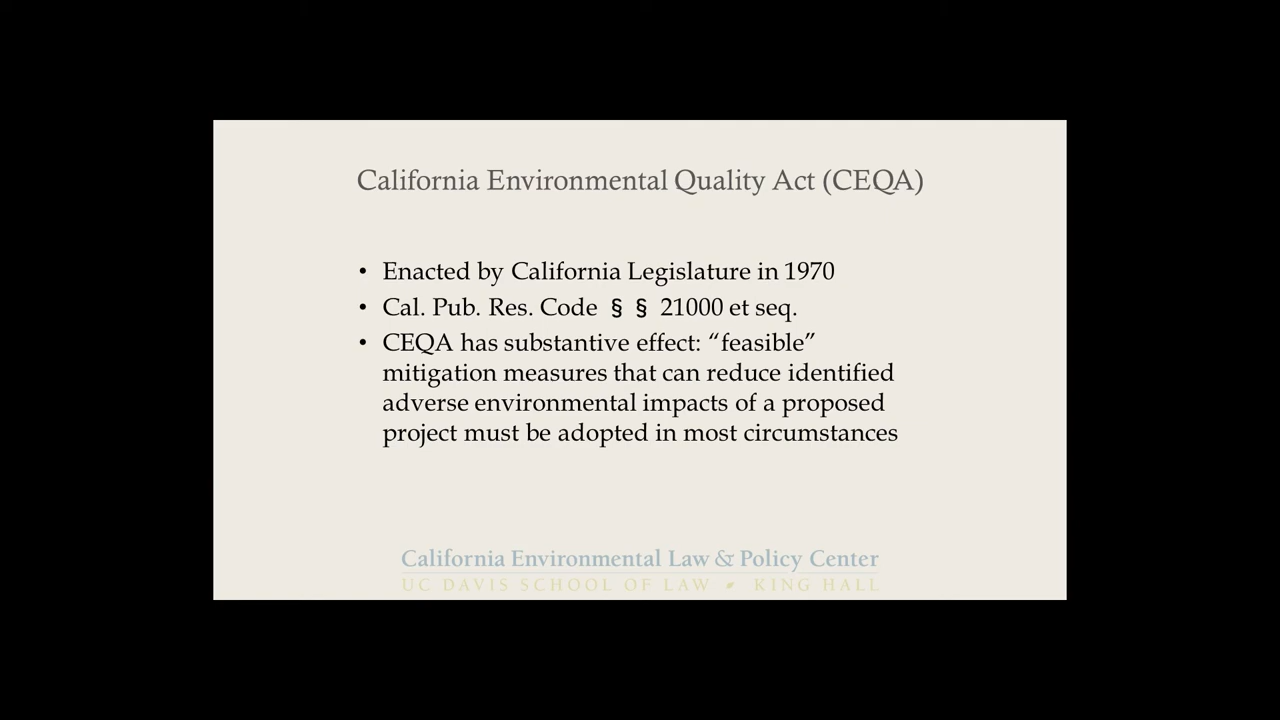 California Environmental Quality Act (CEQA)
• Enacted by California Legislature in 1970
• Cal. Pub. Res. Code § § 21000 et seq.
• CEQA has substantive effect: “feasible”
mitigation measures that can reduce identified
adverse environmental impacts of a proposed
project must be adopted in most circumstances
California Environmental Law & Policy Center
UC DAVIS SCHOOL OF LAW KING HALL